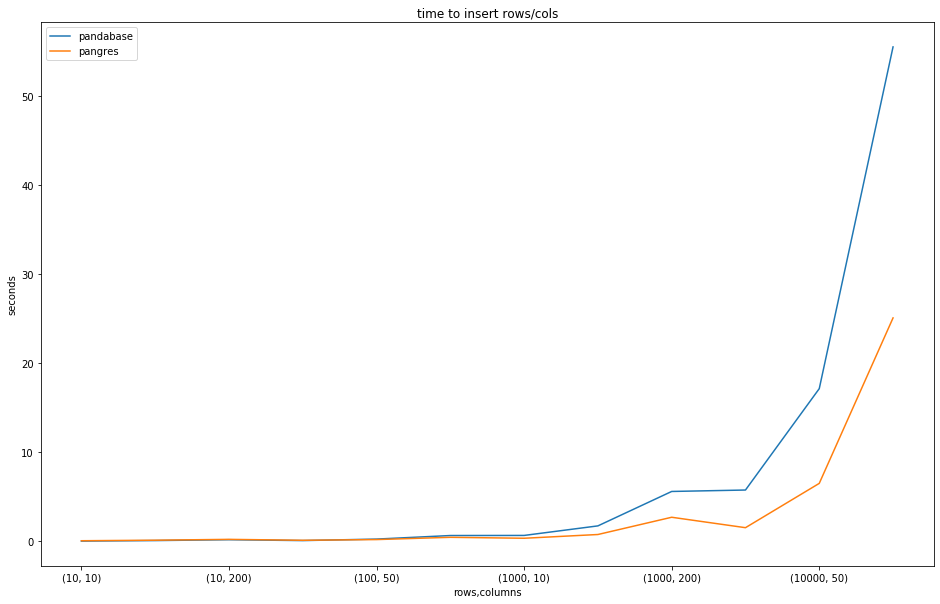 time to insert rows/cols
pandabase
pangres
50
40
30
20
10
0
seconds
(10, 10)
(10, 200)
(100, 50)
(1000, 10)
(1000, 200)
(10000, 50)
rows,columns